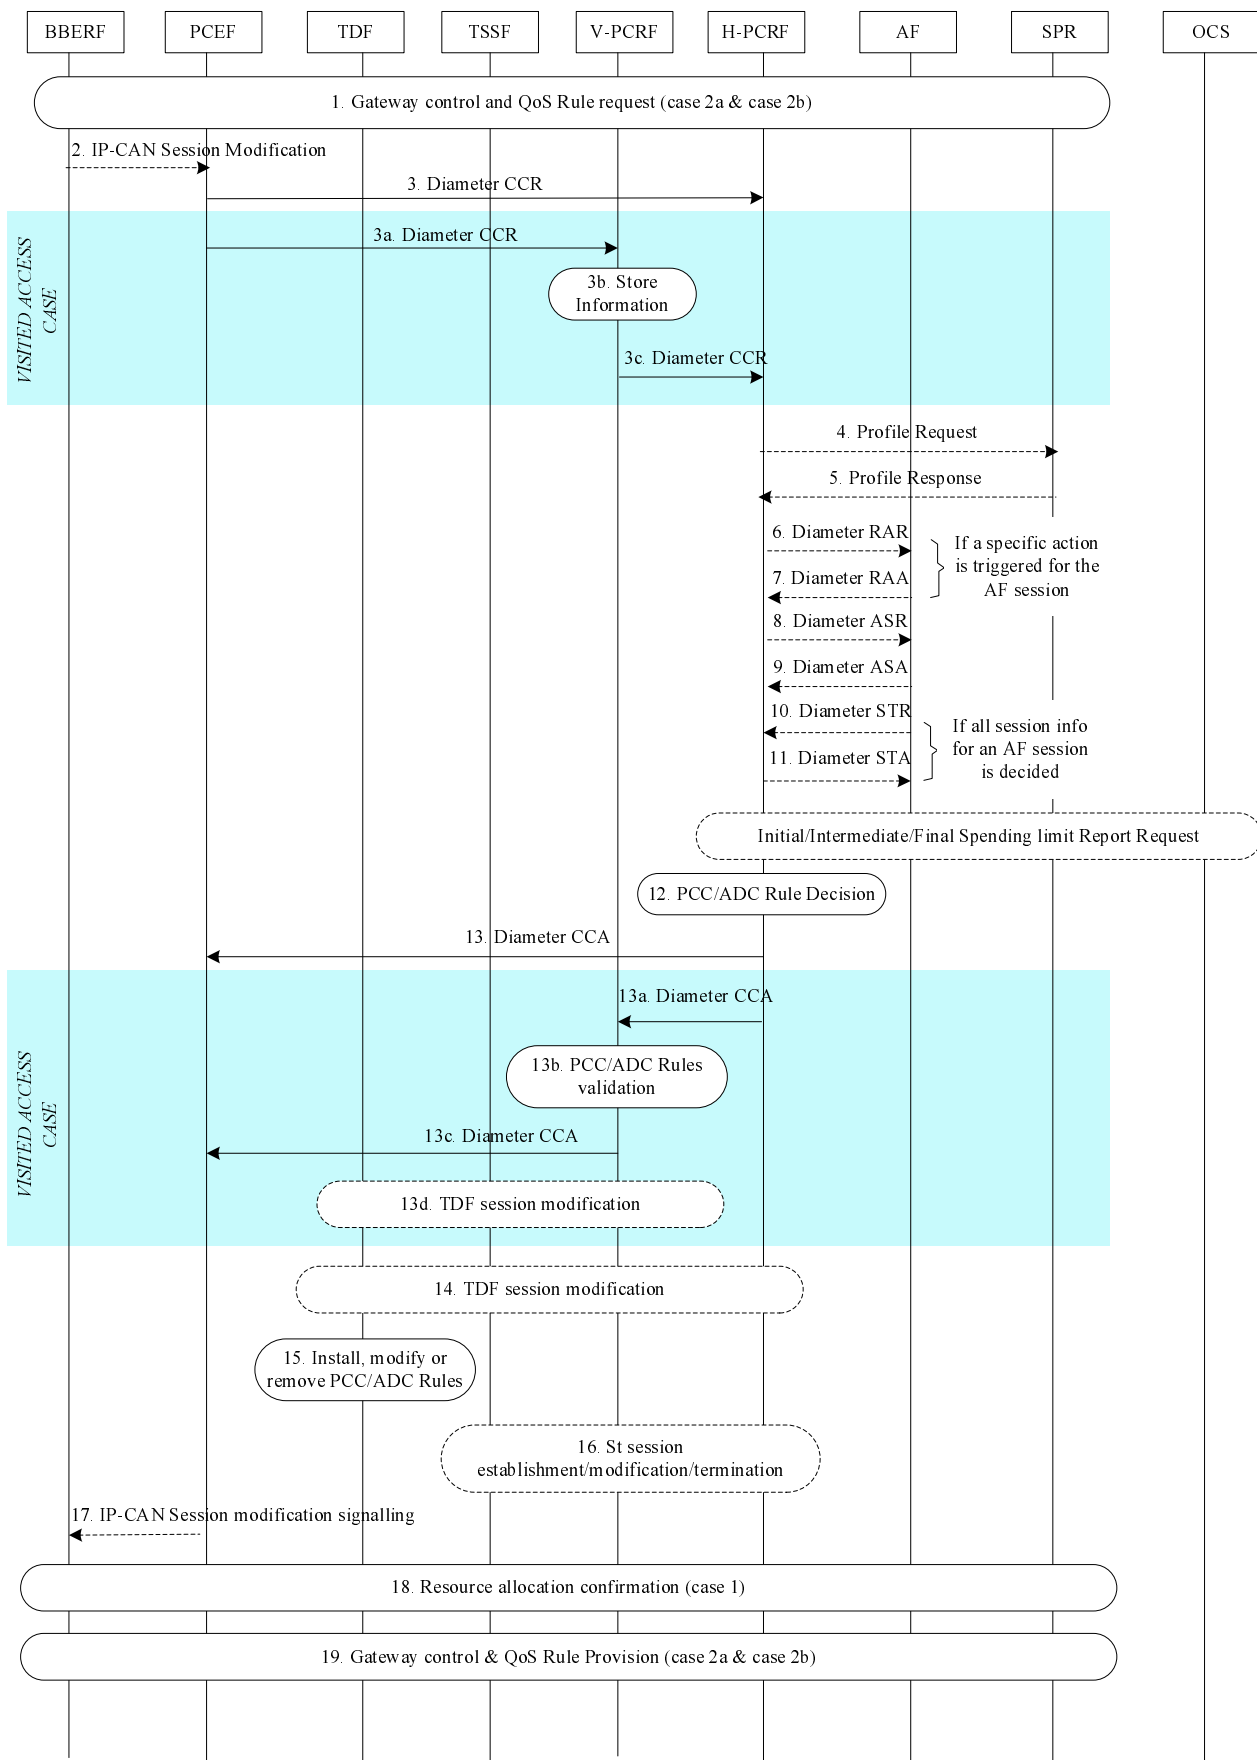 BBERF
PCEF
TDF
TSSF
V-PCRF
H-PCRF
AF
SPR
OCS
1. Gateway control and QoS Rule request (case 2a & case 2b)
2. IP-CAN Session Modification
3. Diameter CCR
VISITED ACCESS
CASE
3a. Diameter CCR
3b. Store
Information
3c. Diameter CCR
4. Profile Request
5. Profile Response
6. Diameter RAR
7. Diameter RAA
If a specific action
is triggered for the
AF session
8. Diameter ASR
9. Diameter ASA
10. Diameter STR
11. Diameter STA
If all session info
for an AF session
is decided
Initial/Intermediate/Final Spending limit Report Request
12. PCC/ADC Rule Decision
13. Diameter CCA
VISITED ACCESS
CASE
13a. Diameter CCA
13b. PCC/ADC Rules
validation
13c. Diameter CCA
13d. TDF session modification
14. TDF session modification
15. Install, modify or
remove PCC/ADC Rules
16. St session
establishment/modification/termination
17. IP-CAN Session modification signalling
18. Resource allocation confirmation (case 1)
19. Gateway control & QoS Rule Provision (case 2a & case 2b)